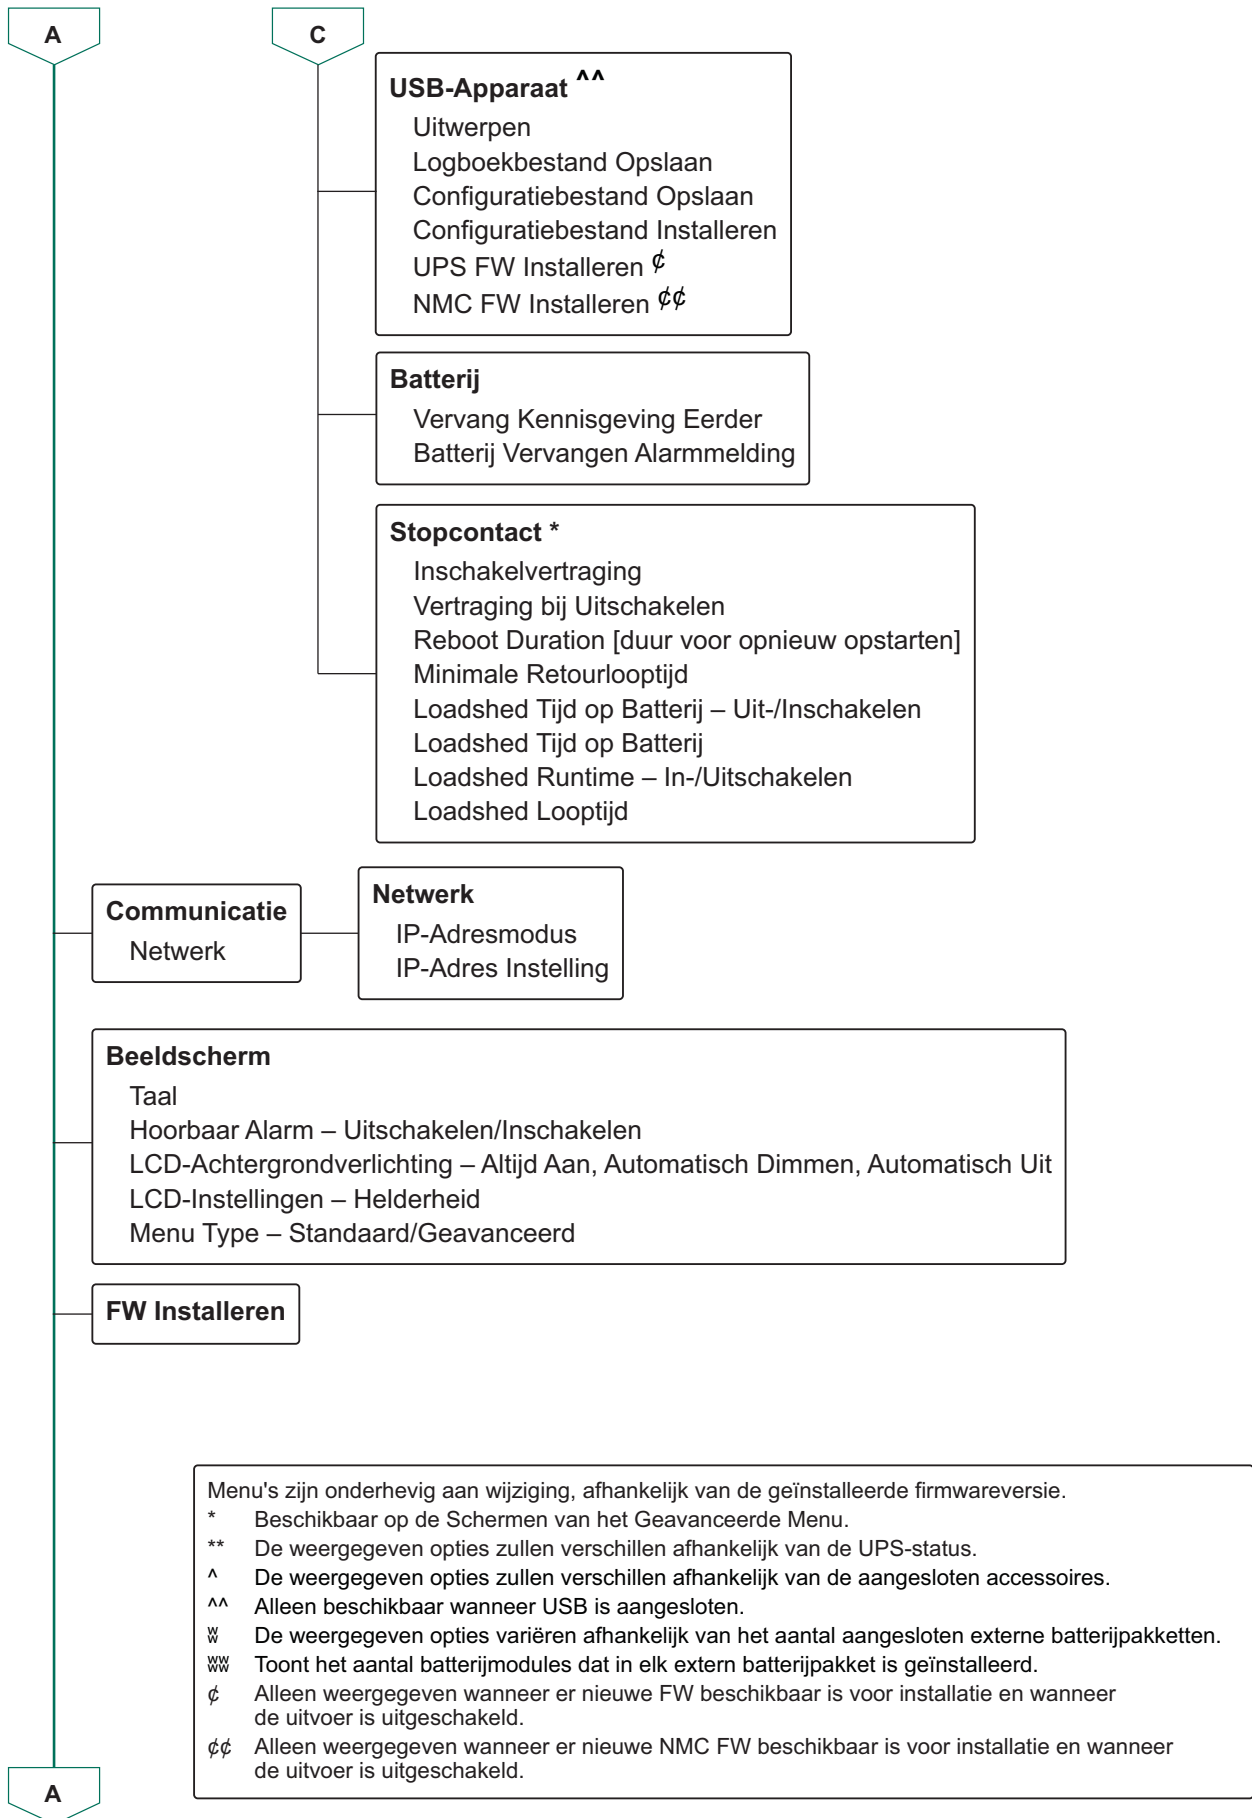 A
C
USB-Apparaat ^^
Uitwerpen
Logboekbestand Opslaan
Configuratiebestand Opslaan
Configuratiebestand Installeren
UPS FW Installeren ¢
NMC FW Installeren ¢¢
Batterij
Vervang Kennisgeving Eerder
Batterij Vervangen Alarmmelding
Stopcontact *
Inschakelvertraging
Vertraging bij Uitschakelen
Reboot Duration [duur voor opnieuw opstarten]
Minimale Retourlooptijd
Loadshed Tijd op Batterij – Uit-/Inschakelen
Loadshed Tijd op Batterij
Loadshed Runtime – In-/Uitschakelen
Loadshed Looptijd
Communicatie
Netwerk
Netwerk
IP-Adresmodus
IP-Adres Instelling
Beeldscherm
Taal
Hoorbaar Alarm – Uitschakelen/Inschakelen
LCD-Achtergrondverlichting – Altijd Aan, Automatisch Dimmen, Automatisch Uit
LCD-Instellingen – Helderheid
Menu Type – Standaard/Geavanceerd
FW Installeren
Menu's zijn onderhevig aan wijziging, afhankelijk van de geïnstalleerde firmwareversie.
* Beschikbaar op de Schermen van het Geavanceerde Menu.
** De weergegeven opties zullen verschillen afhankelijk van de UPS-status.
^ De weergegeven opties zullen verschillen afhankelijk van de aangesloten accessoires.
^^ Alleen beschikbaar wanneer USB is aangesloten.
De weergegeven opties variëren afhankelijk van het aantal aangesloten externe batterijpakketten.
Toont het aantal batterijmodules dat in elk extern batterijpakket is geïnstalleerd.
¢ Alleen weergegeven wanneer er nieuwe FW beschikbaar is voor installatie en wanneer
de uitvoer is uitgeschakeld.
¢¢ Alleen weergegeven wanneer er nieuwe NMC FW beschikbaar is voor installatie en wanneer
de uitvoer is uitgeschakeld.
A